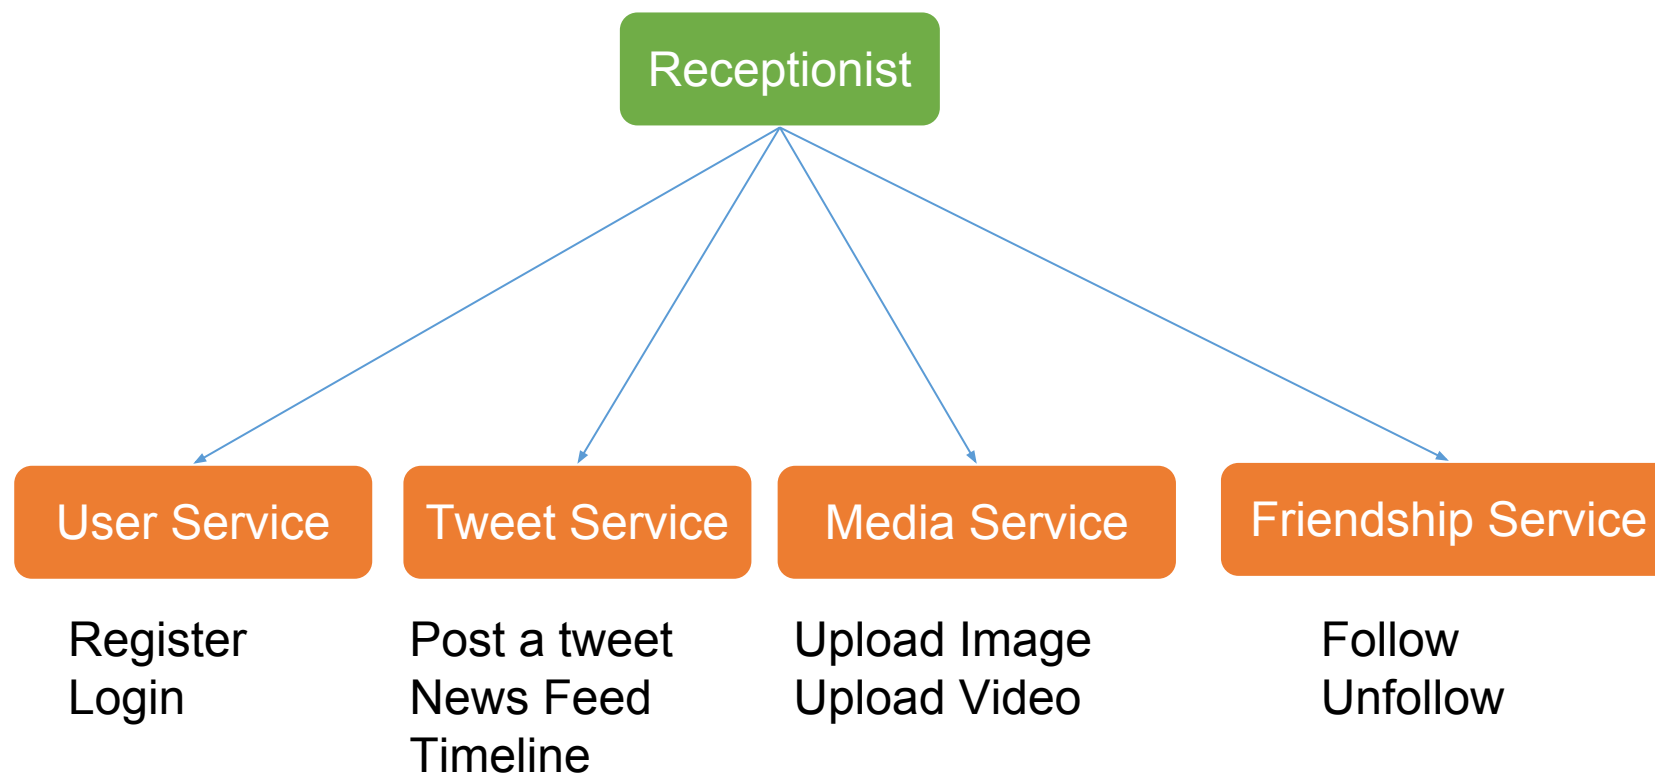 Receptionist
User Service
Tweet Service
Media Service
Friendship Service
Register
Login
Post a tweet
News Feed
Timeline
Upload Image
Upload Video
Follow
Unfollow